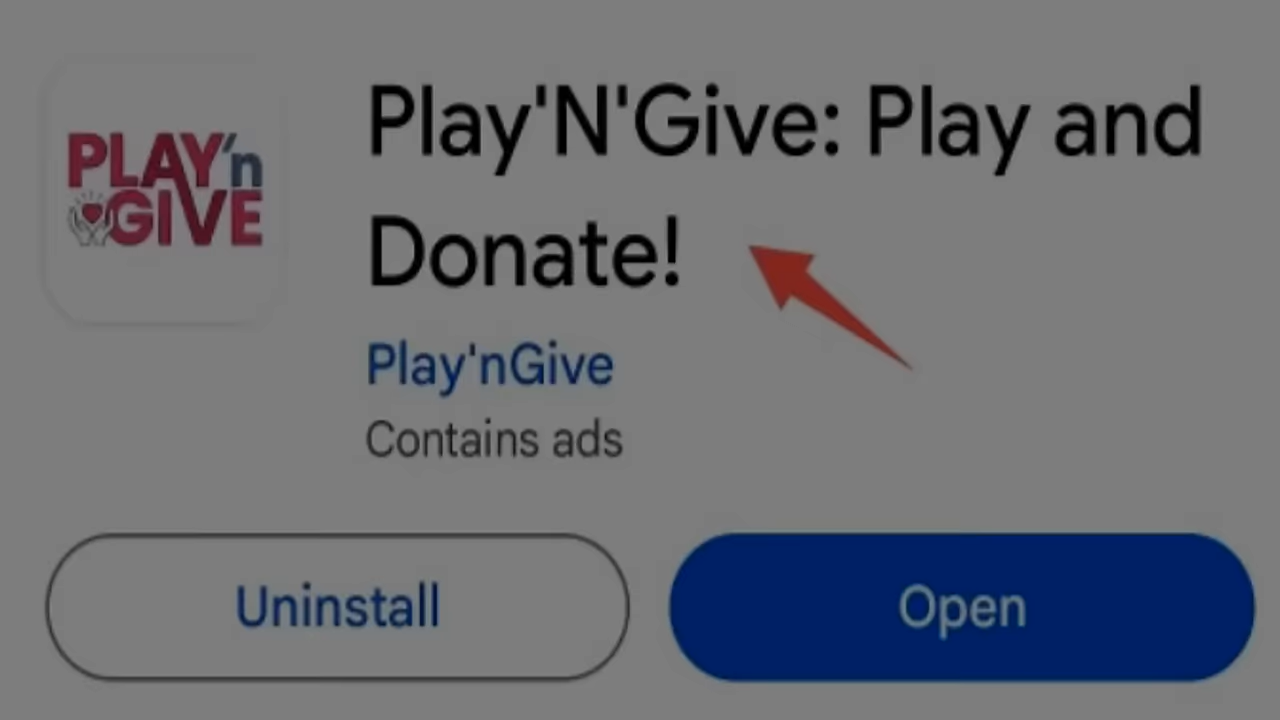 PLAY'n
GIVE
Play'N'Give: Play and
Donate!
Play'nGive
Contains ads
Uninstall
Open